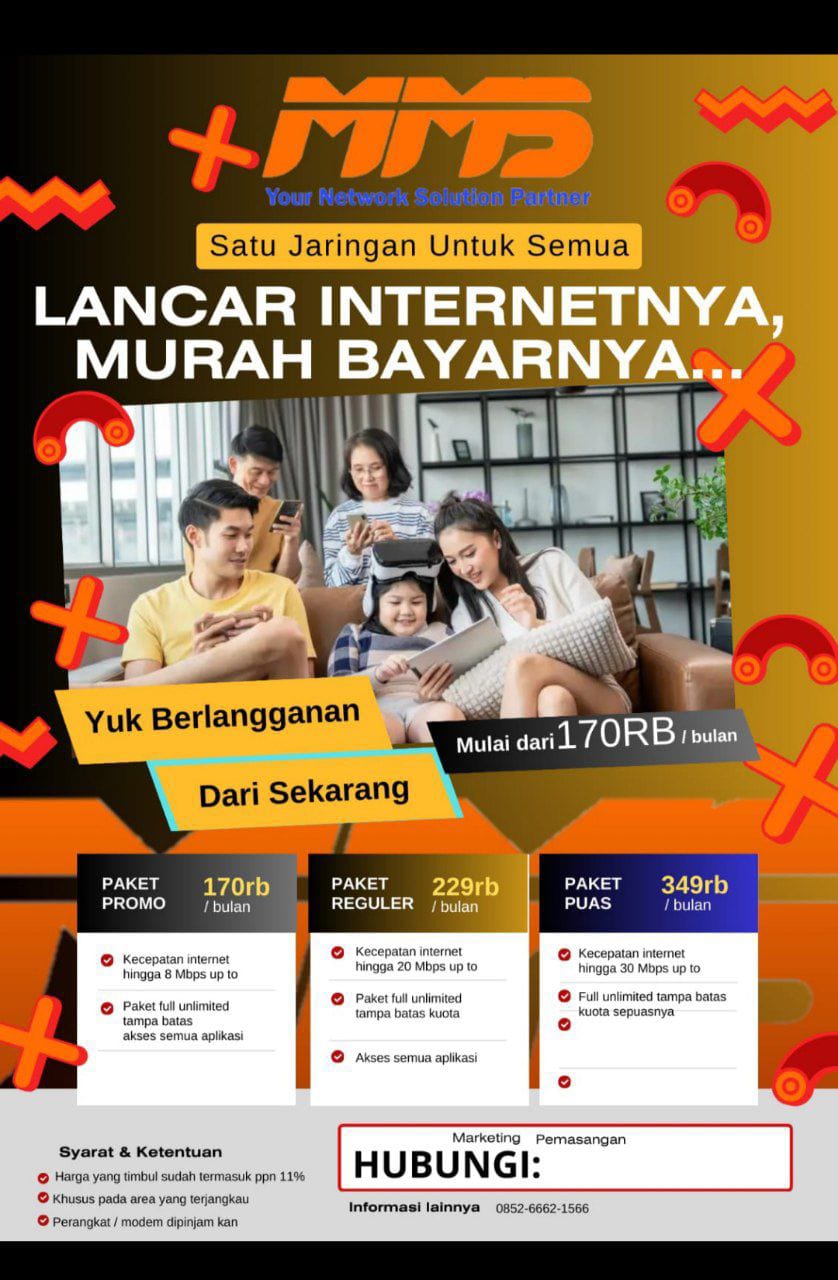 MMS
Your Network Solution Partner
Satu Jaringan Untuk Semua
LANCAR INTERNETNYA,
MURAH BAYARNYA...
Yuk Berlangganan
Dari Sekarang
Mulai dari 170RB / bulan
PAKET PROMO
170rb
/ bulan
Kecepatan internet
hingga 8 Mbps up to
Paket full unlimited
tampa batas
akses semua aplikasi
PAKET REGULER
229rb
/ bulan
Kecepatan internet
hingga 20 Mbps up to
Paket full unlimited
tampa batas kuota
Akses semua aplikasi
PAKET PUAS
349rb
/ bulan
Kecepatan internet
hingga 30 Mbps up to
Full unlimited tampa batas
kuota sepuasnya
Syarat & Ketentuan
Harga yang timbul sudah termasuk ppn 11%
Khusus pada area yang terjangkau
Perangkat / modem dipinjam kan
Marketing Pemasangan
HUBUNGI:
Informasi lainnya 0852-6662-1566